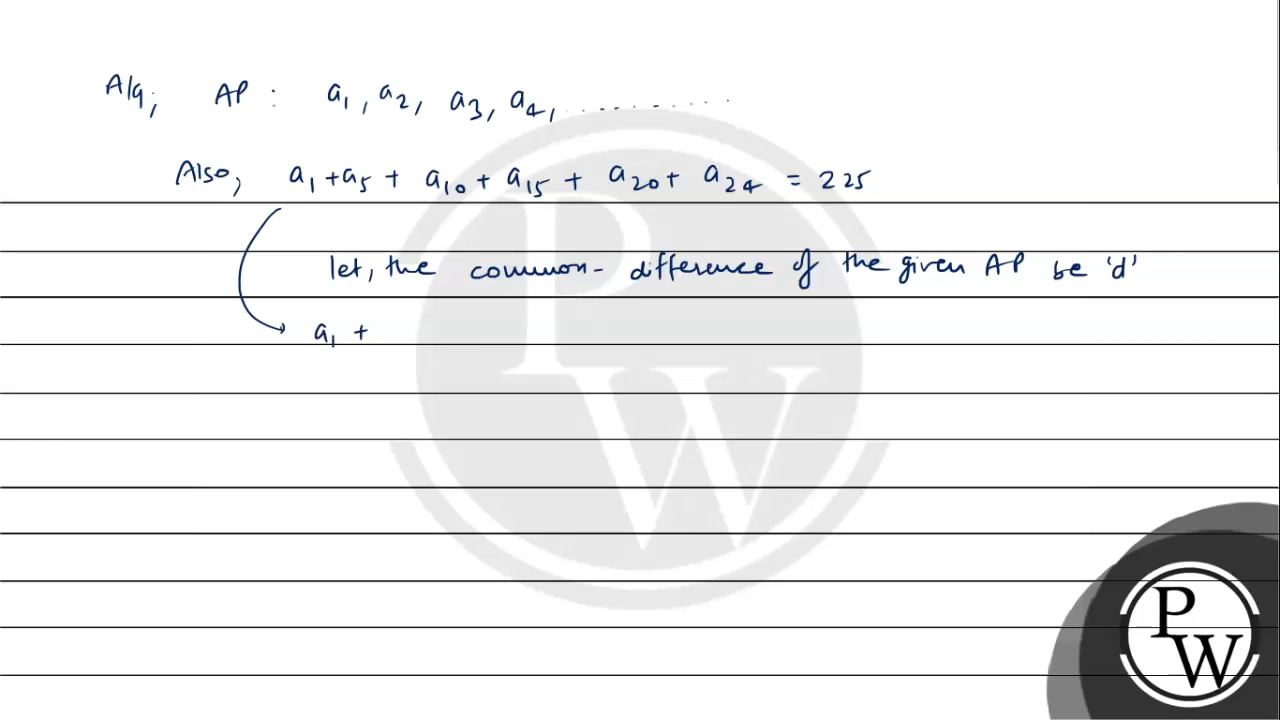 A/q; AP : a₁, a₂, a₃, a₄, ..........
Also, a₁ + a₅ + a₁₀ + a₁₅ + a₂₀ + a₂₄ = 225
let, the common-difference of the given AP be 'd'
a₁ +
P
W
P
W